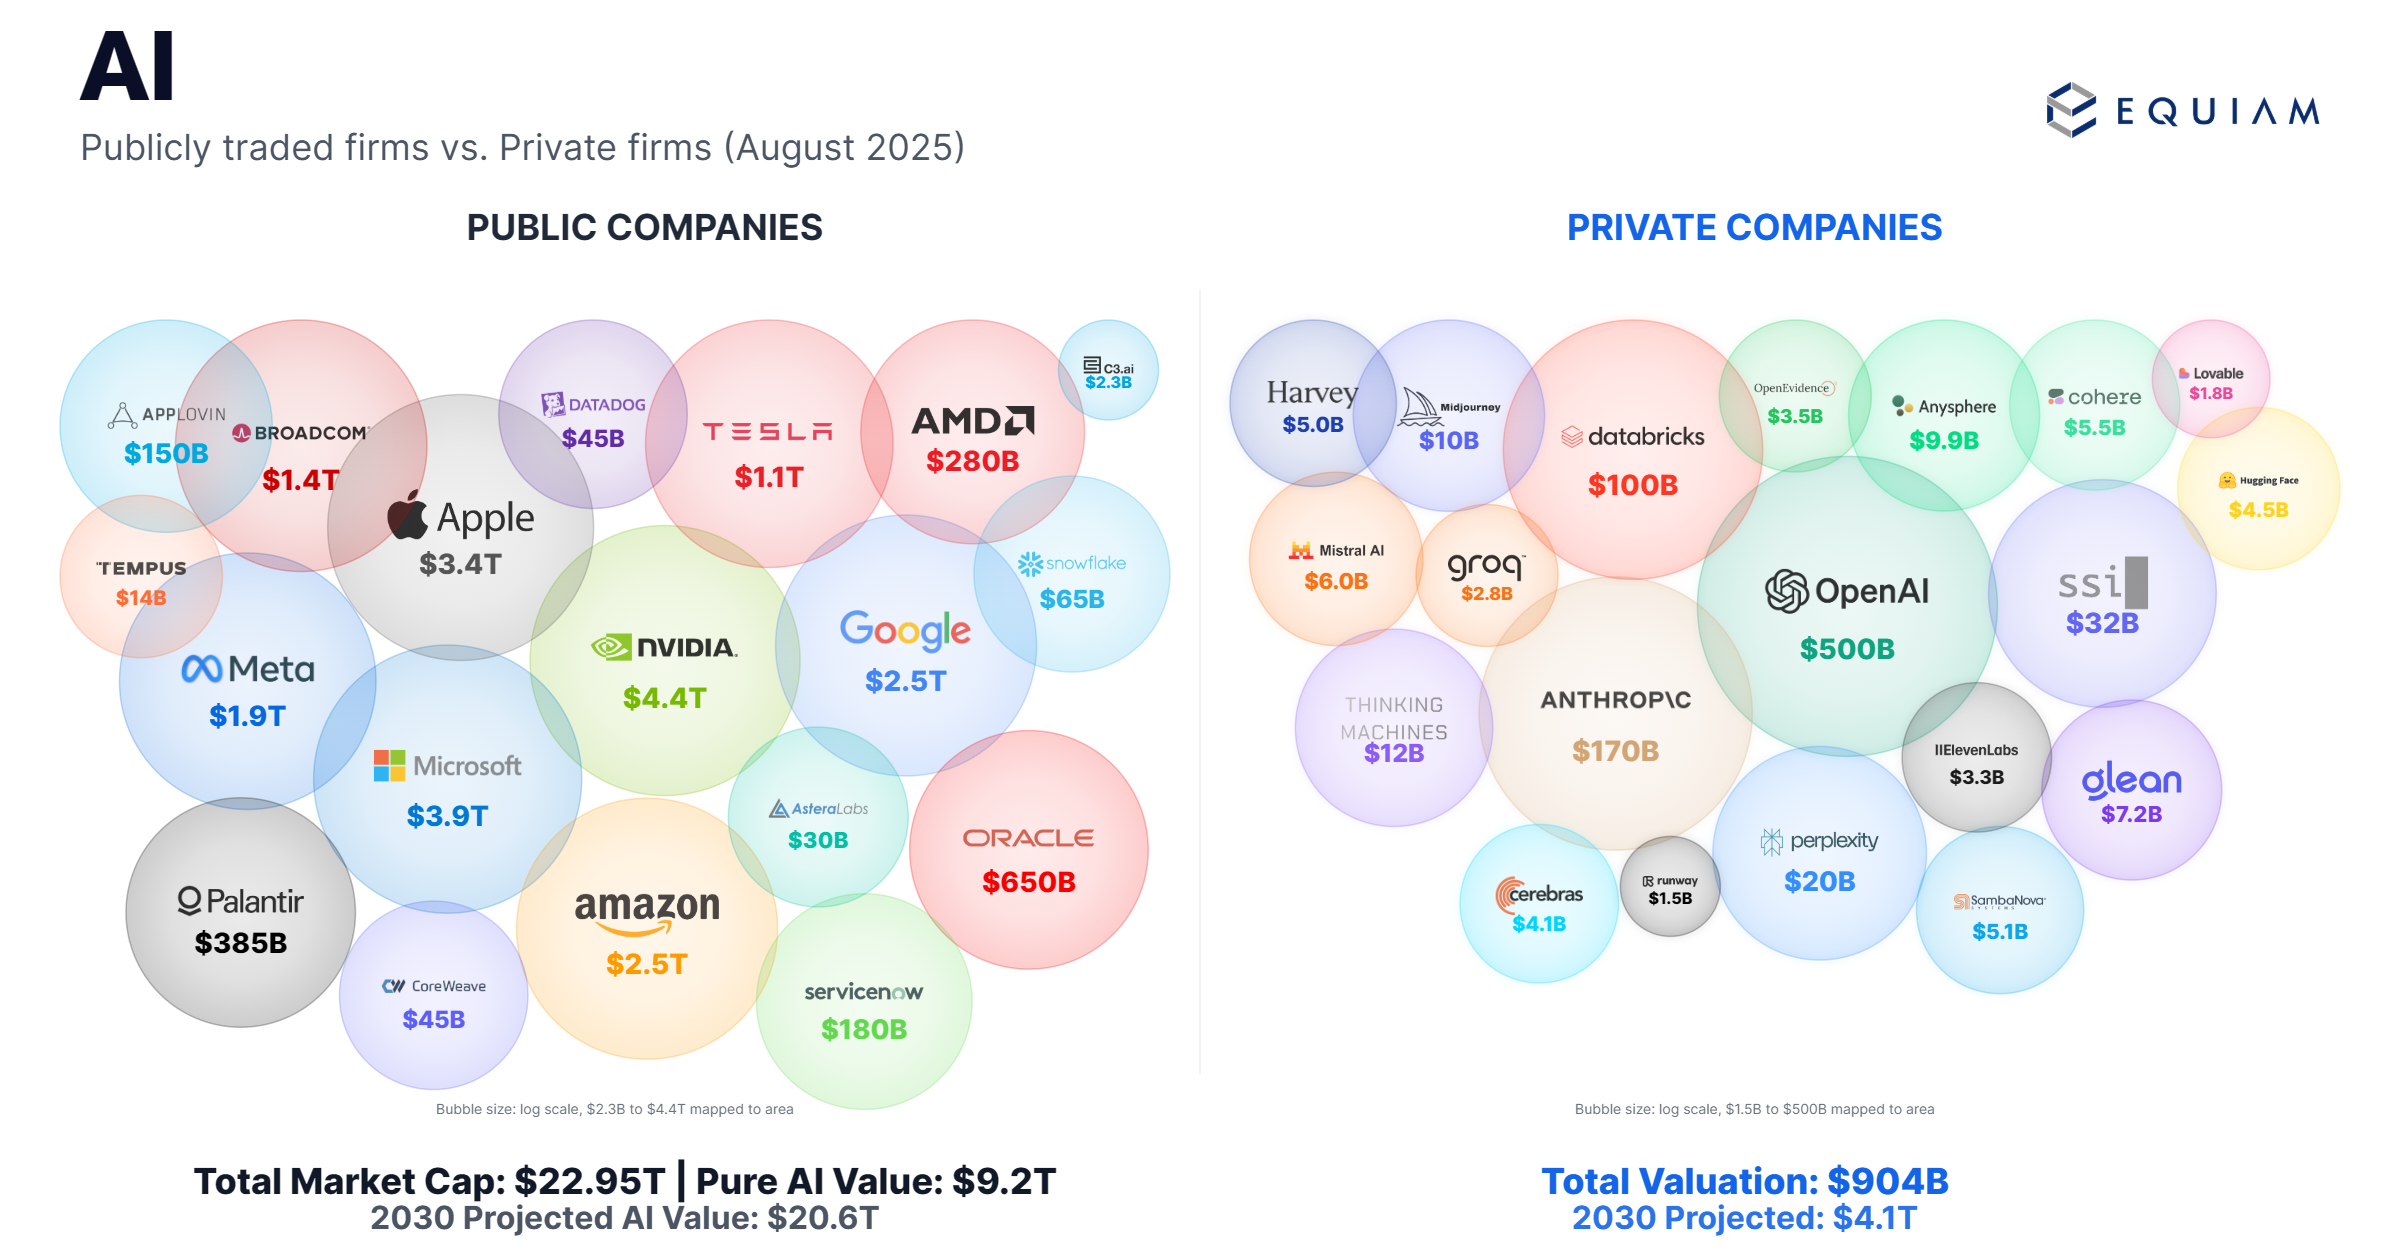 AI
Publicly traded firms vs. Private firms (August 2025)
EQUIAM
PUBLIC COMPANIES
APPLOVIN
$150B
BROADCOM
$1.4T
Apple
$3.4T
DATADOG
$45B
TESLA
$1.1T
AMD
$280B
C3.ai
$2.3B
TEMPUS
$14B
Meta
$1.9T
NVIDIA
$4.4T
Google
$2.5T
snowflake
$65B
Microsoft
$3.9T
AsteraLabs
$30B
ORACLE
$650B
Palantir
$385B
CoreWeave
$45B
amazon
$2.5T
servicenow
$180B
Bubble size: log scale, $2.3B to $4.4T mapped to area
Total Market Cap: $22.95T | Pure AI Value: $9.2T
2030 Projected AI Value: $20.6T
PRIVATE COMPANIES
Harvey
$5.0B
Midjourney
$10B
databricks
$100B
OpenEvidence
$3.5B
Anysphere
$9.9B
cohere
$5.5B
Lovable
$1.8B
Hugging Face
$4.5B
Mistral AI
$6.0B
groq™
$2.8B
OpenAI
$500B
ssi
$32B
THINKING
MACHINES
$12B
ANTHROP\C
$170B
IIElevenLabs
$3.3B
glean
$7.2B
cerebras
$4.1B
runway
$1.5B
perplexity
$20B
SambaNova
SYSTEMS
$5.1B
Bubble size: log scale, $1.5B to $500B mapped to area
Total Valuation: $904B
2030 Projected: $4.1T